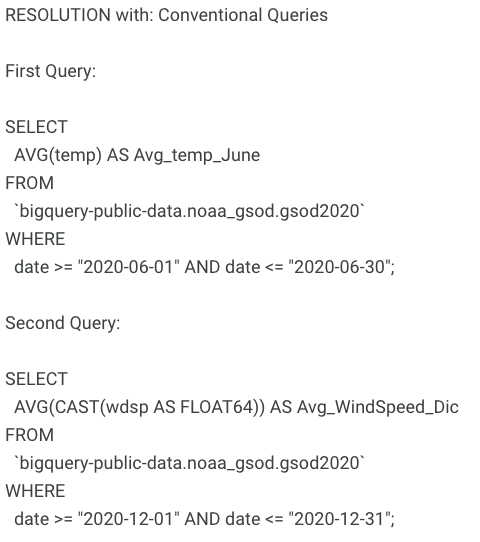 RESOLUTION with: Conventional Queries
First Query:
SELECT
AVG(temp) AS Avg_temp_June
FROM
`bigquery-public-data.noaa_gsod.gsod2020`
WHERE
date >= "2020-06-01" AND date <= "2020-06-30";
Second Query:
SELECT
AVG(CAST(wdsp AS FLOAT64)) AS Avg_WindSpeed_Dic
FROM
`bigquery-public-data.noaa_gsod.gsod2020`
WHERE
date >= "2020-12-01" AND date <= "2020-12-31";